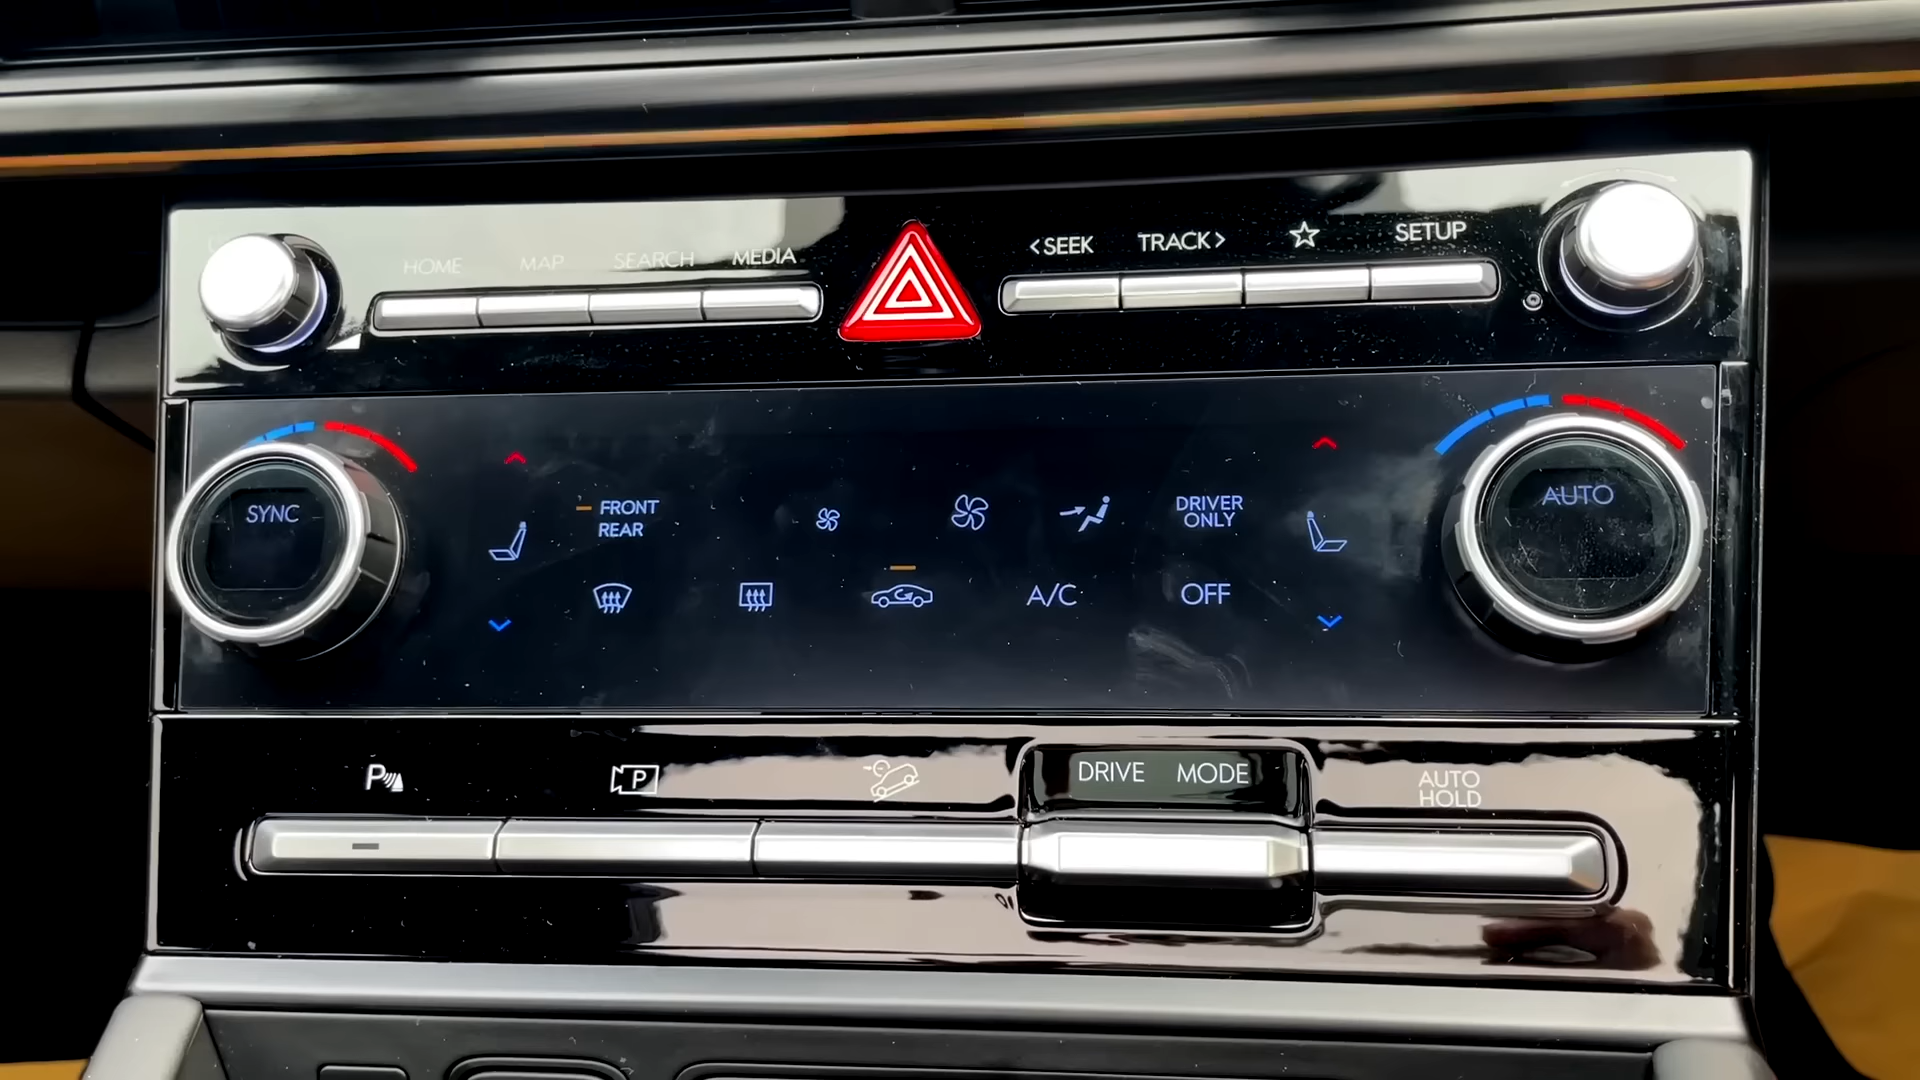 HOME
MAP
SEARCH
MEDIA
<SEEK
TRACK>
SETUP
SYNC
FRONT
REAR
DRIVER
ONLY
AUTO
A/C
OFF
P
P
DRIVE MODE
AUTO
HOLD